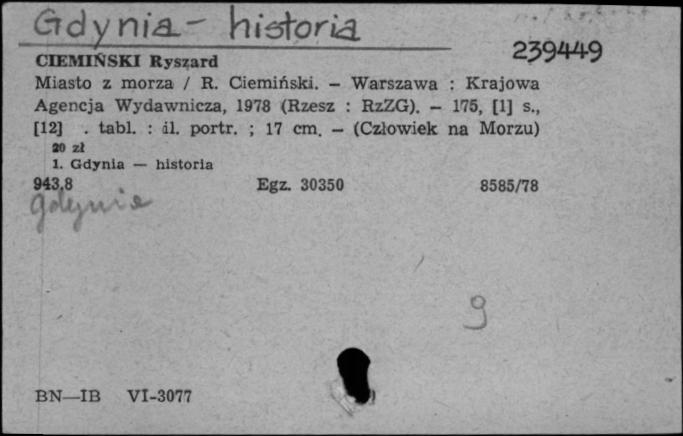 Gdynia - historia
239449
CIEMIŃSKI Ryszard
Miasto z morza / R. Ciemiński. – Warszawa : Krajowa
Agencja Wydawnicza, 1978 (Rzesz : RzZG). – 175, [1] s.,
[12] . tabl. : il. portr. ; 17 cm. – (Człowiek na Morzu)
20 zł
1. Gdynia — historia
943.8 Egz. 30350 8585/78
Gdynia
9
BN—IB VI-3077